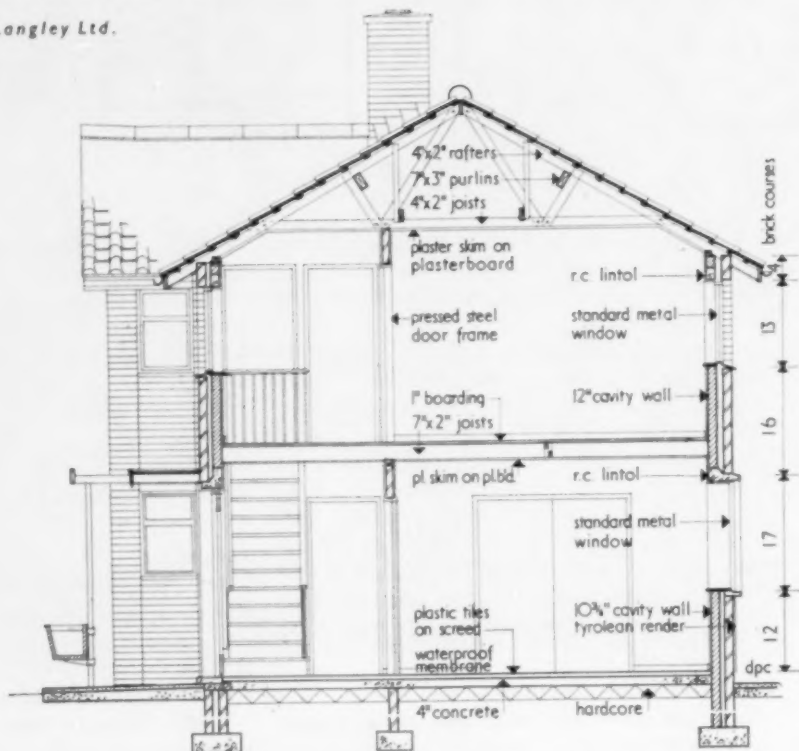 Langley Ltd.
4"x2" rafters
7"x3" purlins
4"x2" joists
brick courses
plaster skim on
plasterboard
r.c. lintol
4
pressed steel
door frame
standard metal
window
13
1" boarding
7"x2" joists
12" cavity wall
16
pl. skim on pl.bd.
r.c. lintol
standard metal
window
17
plastic tiles
on screed
waterproof
membrane
10¾" cavity wall
tyrolean render
12
dpc
4" concrete
hardcore